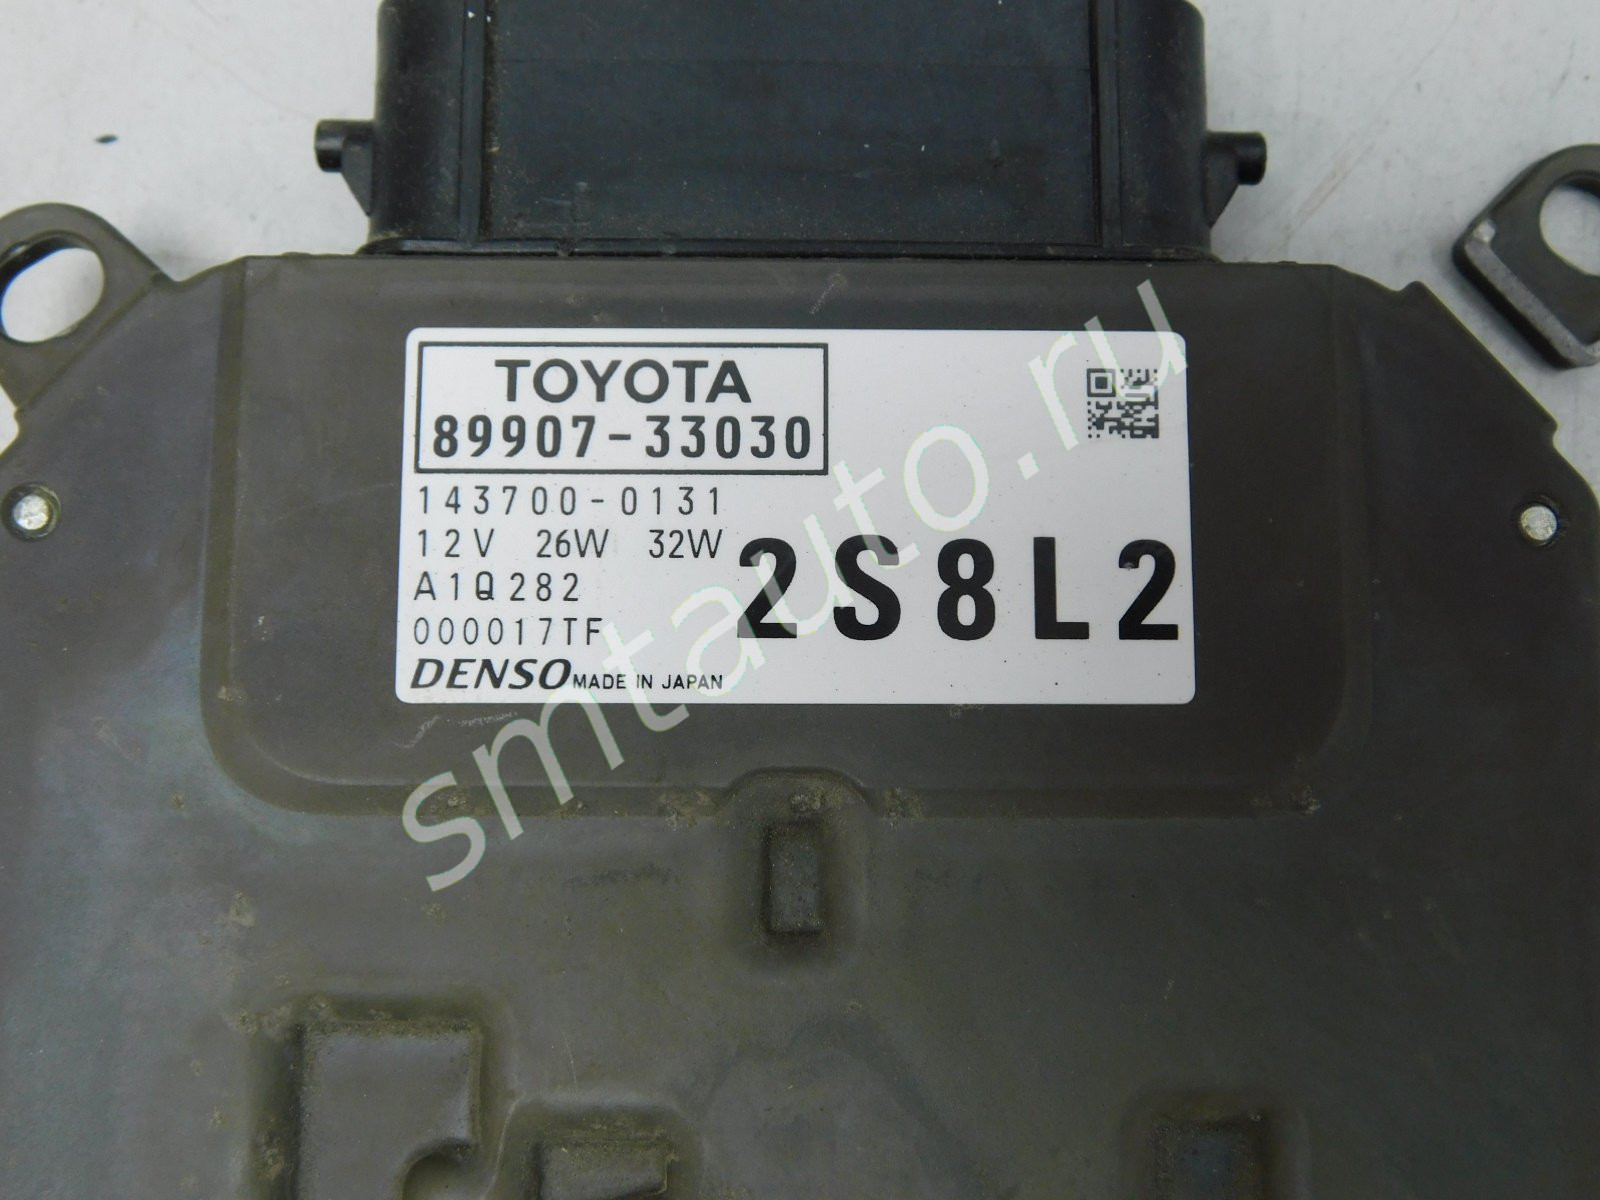 TOYOTA
89907-33030
143700-0131
12V 26W 32W
A1Q282
000017TF
2S8L2
DENSO MADE IN JAPAN
smtauto.ru